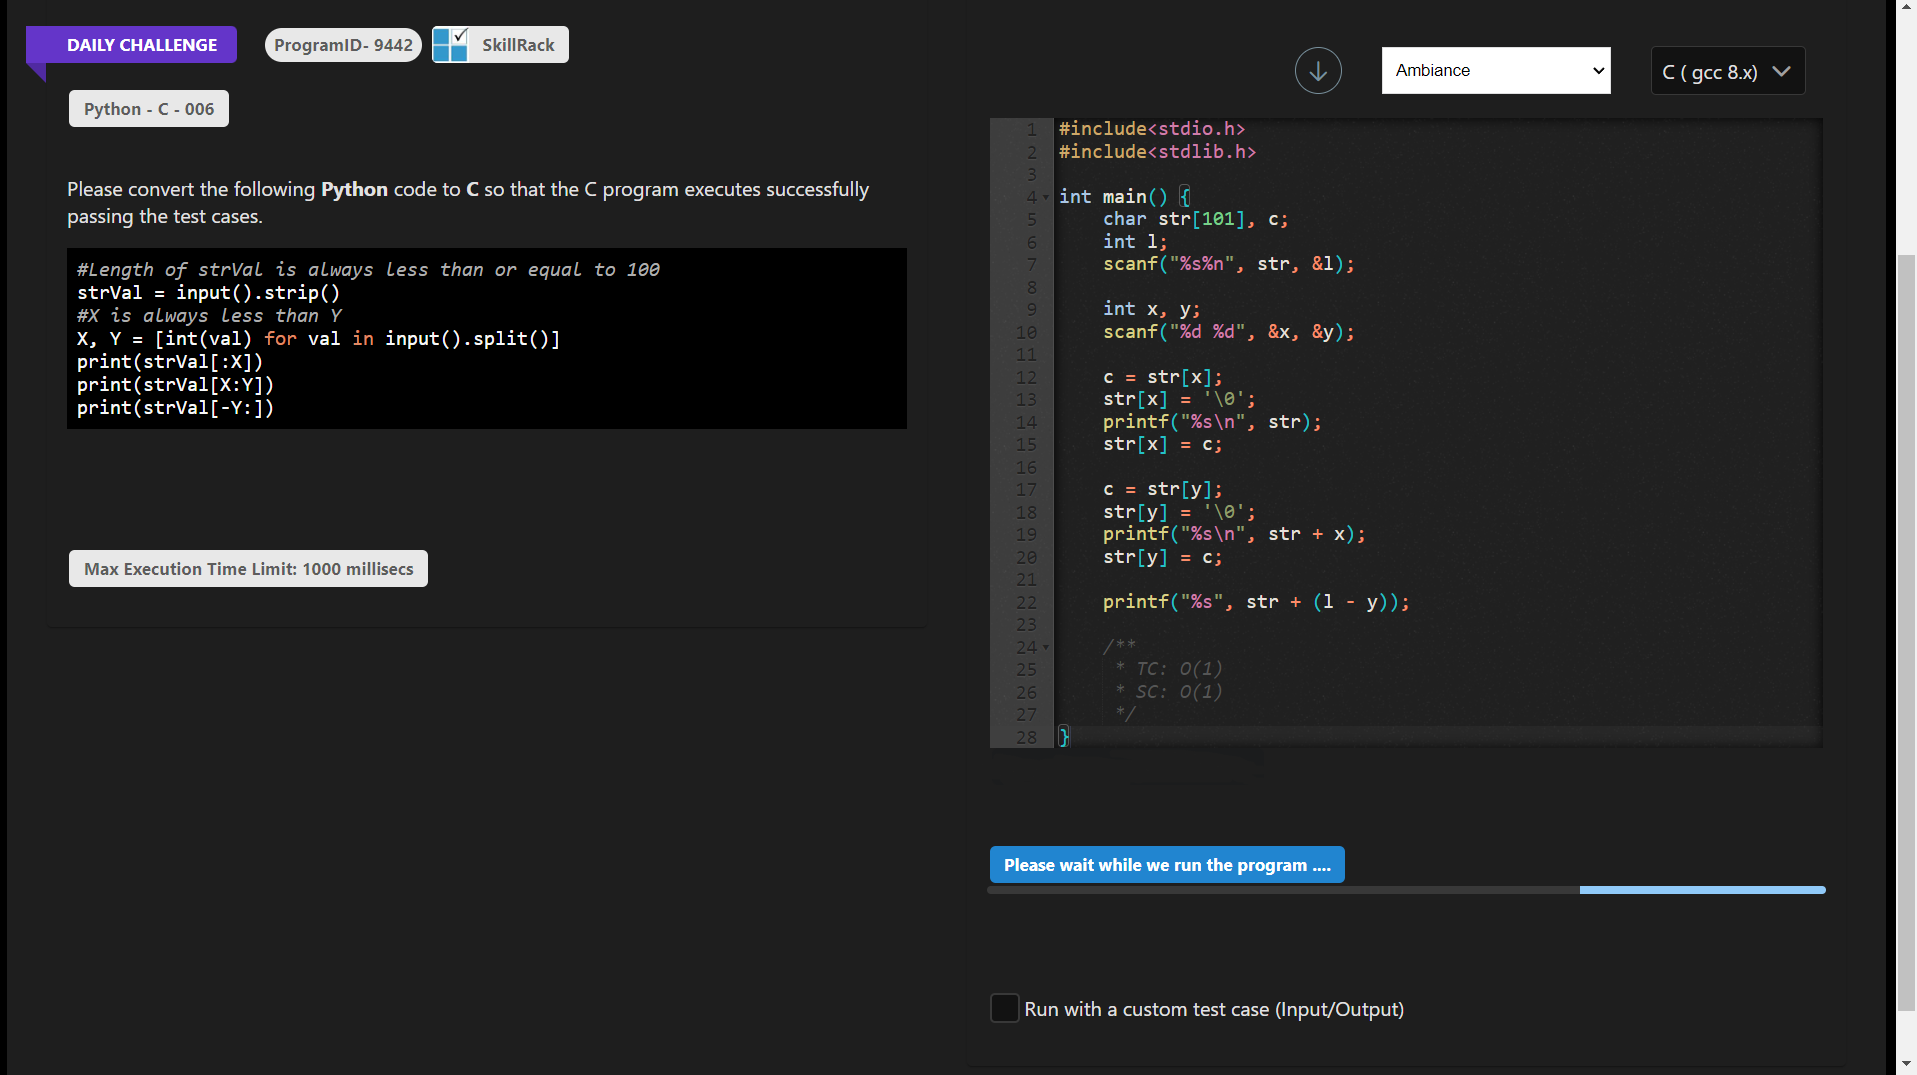 DAILY CHALLENGE
ProgramID- 9442
SkillRack
Python - C - 006
Please convert the following Python code to C so that the C program executes successfully
passing the test cases.
#Length of strVal is always less than or equal to 100
strVal = input().strip()
#X is always less than Y
X, Y = [int(val) for val in input().split()]
print(strVal[:X])
print(strVal[X:Y])
print(strVal[-Y:])
Max Execution Time Limit: 1000 millisecs
Ambiance
C ( gcc 8.x)
1 #include<stdio.h>
2 #include<stdlib.h>
3
4 int main() {
5 char str[101], c;
6 int l;
7 scanf("%s%n", str, &l);
8
9 int x, y;
10 scanf("%d %d", &x, &y);
11
12 c = str[x];
13 str[x] = '\0';
14 printf("%s\n", str);
15 str[x] = c;
16
17 c = str[y];
18 str[y] = '\0';
19 printf("%s\n", str + x);
20 str[y] = c;
21
22 printf("%s", str + (l - y));
23
24 /**
25 * TC: O(1)
26 * SC: O(1)
27 */
28 }
Please wait while we run the program ....
Run with a custom test case (Input/Output)